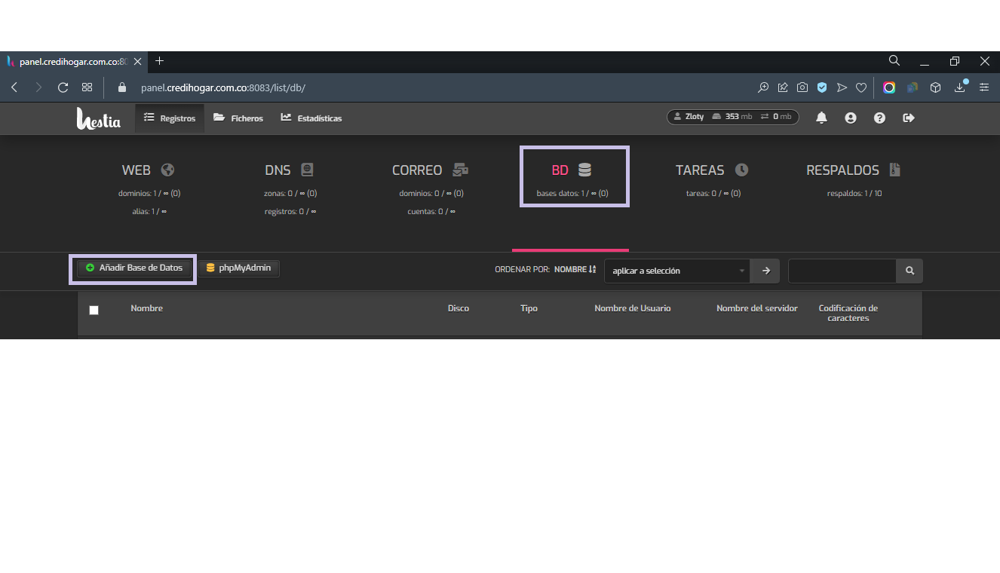 panel.credihogar.com.co:80
panel.credihogar.com.co:8083/list/db/
hestia
Registros
Ficheros
Estadísticas
Zloty 353 mb 0 mb
WEB
dominios: 1 / ∞ (0)
alias: 1 / ∞
DNS
zonas: 0 / ∞ (0)
registros: 0 / ∞
CORREO
dominios: 0 / ∞ (0)
cuentas: 0 / ∞
BD
bases datos: 1 / ∞ (0)
TAREAS
tareas: 0 / ∞ (0)
RESPALDOS
respaldos: 1 / 10
Añadir Base de Datos
phpMyAdmin
ORDENAR POR: NOMBRE
aplicar a selección
Nombre
Disco
Tipo
Nombre de Usuario
Nombre del servidor
Codificación de
caracteres